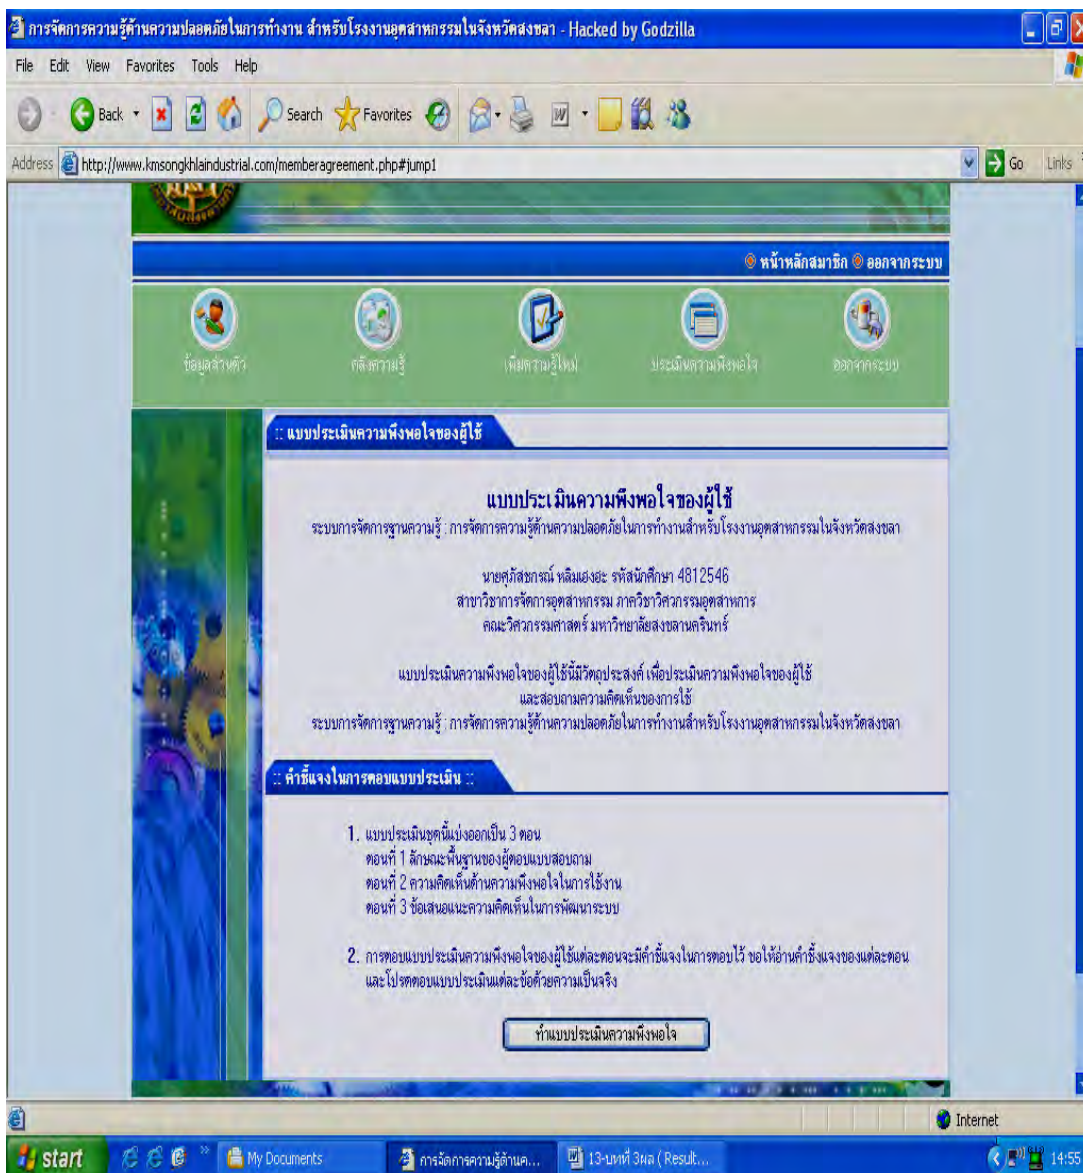 การจัดการความรู้ด้านความปลอดภัยในการทำงาน สำหรับโรงงานอุตสาหกรรมในจังหวัดสงขลา - Hacked by Godzilla
File Edit View Favorites Tools Help
Back Search Favorites
Address http://www.kmsongkhlaindustrial.com/memberagreement.php#jump1 Go Links
หน้าหลักสมาชิก ออกจากระบบ
ข้อมูลส่วนตัว คลังความรู้ เพิ่มความรู้ใหม่ ประเมินความพึงพอใจ ออกจากระบบ
:: แบบประเมินความพึงพอใจของผู้ใช้
แบบประเมินความพึงพอใจของผู้ใช้
ระบบการจัดการฐานความรู้ : การจัดการความรู้ด้านความปลอดภัยในการทำงานสำหรับโรงงานอุตสาหกรรมในจังหวัดสงขลา
นายศุภัสชกรณ์ หลิมเฮงฮะ รหัสนักศึกษา 4812546
สาขาวิชาการจัดการอุตสาหกรรม ภาควิชาวิศวกรรมอุตสาหการ
คณะวิศวกรรมศาสตร์ มหาวิทยาลัยสงขลานครินทร์
แบบประเมินความพึงพอใจของผู้ใช้นี้มีวัตถุประสงค์ เพื่อประเมินความพึงพอใจของผู้ใช้
และสอบถามความคิดเห็นของการใช้
ระบบการจัดการฐานความรู้ : การจัดการความรู้ด้านความปลอดภัยในการทำงานสำหรับโรงงานอุตสาหกรรมในจังหวัดสงขลา
:: คำชี้แจงในการตอบแบบประเมิน ::
1. แบบประเมินชุดนี้แบ่งออกเป็น 3 ตอน
ตอนที่ 1 ลักษณะพื้นฐานของผู้ตอบแบบสอบถาม
ตอนที่ 2 ความคิดเห็นด้านความพึงพอใจในการใช้งาน
ตอนที่ 3 ข้อเสนอแนะความคิดเห็นในการพัฒนาระบบ
2. การตอบแบบประเมินความพึงพอใจของผู้ใช้แต่ละตอนจะมีคำชี้แจงในการตอบไว้ ขอให้อ่านคำชี้งแจงของแต่ละตอน
และโปรดตอบแบบประเมินแต่ละข้อด้วยความเป็นจริง
ทำแบบประเมินความพึงพอใจ
Internet
start My Documents การจัดการความรู้ด้านค... 13-บทที่ 3ผล ( Result... 14:55